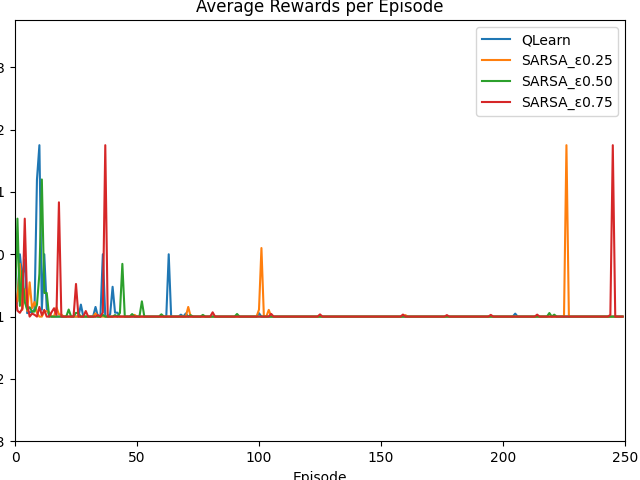 Average Rewards per Episode
QLearn
SARSA_ε0.25
SARSA_ε0.50
SARSA_ε0.75
3
2
1
0
1
2
3
0 50 100 150 200 250
Episode